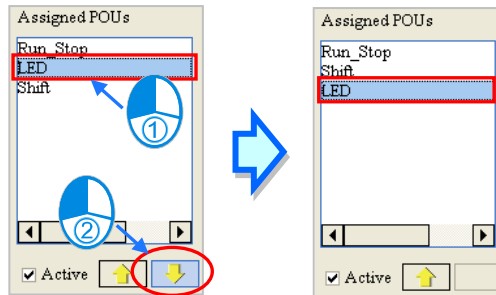 Assigned POUs
Run_Stop
LED
Shift
①
②
Active
Assigned POUs
Run_Stop
Shift
LED
Active